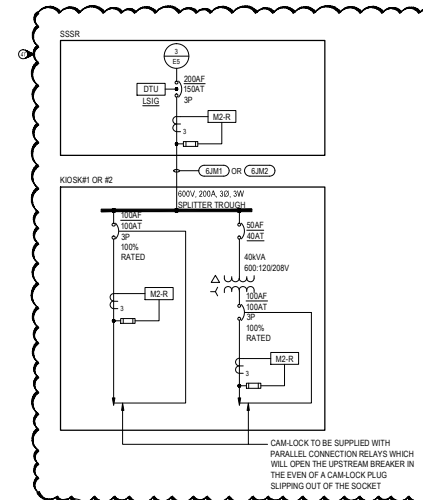 SSSR
3
E5
200AF
DTU
150AT
LSIG
3P
M2-R
3
6JM1 OR 6JM2
KIOSK#1 OR #2
600V, 200A, 3Ø, 3W
SPLITTER TROUGH
100AF
100AT
3P
100%
RATED
50AF
40AT
40kVA
600:120/208V
M2-R
3
100AF
100AT
3P
100%
RATED
M2-R
3
CAM-LOCK TO BE SUPPLIED WITH
PARALLEL CONNECTION RELAYS WHICH
WILL OPEN THE UPSTREAM BREAKER IN
THE EVEN OF A CAM-LOCK PLUG
SLIPPING OUT OF THE SOCKET